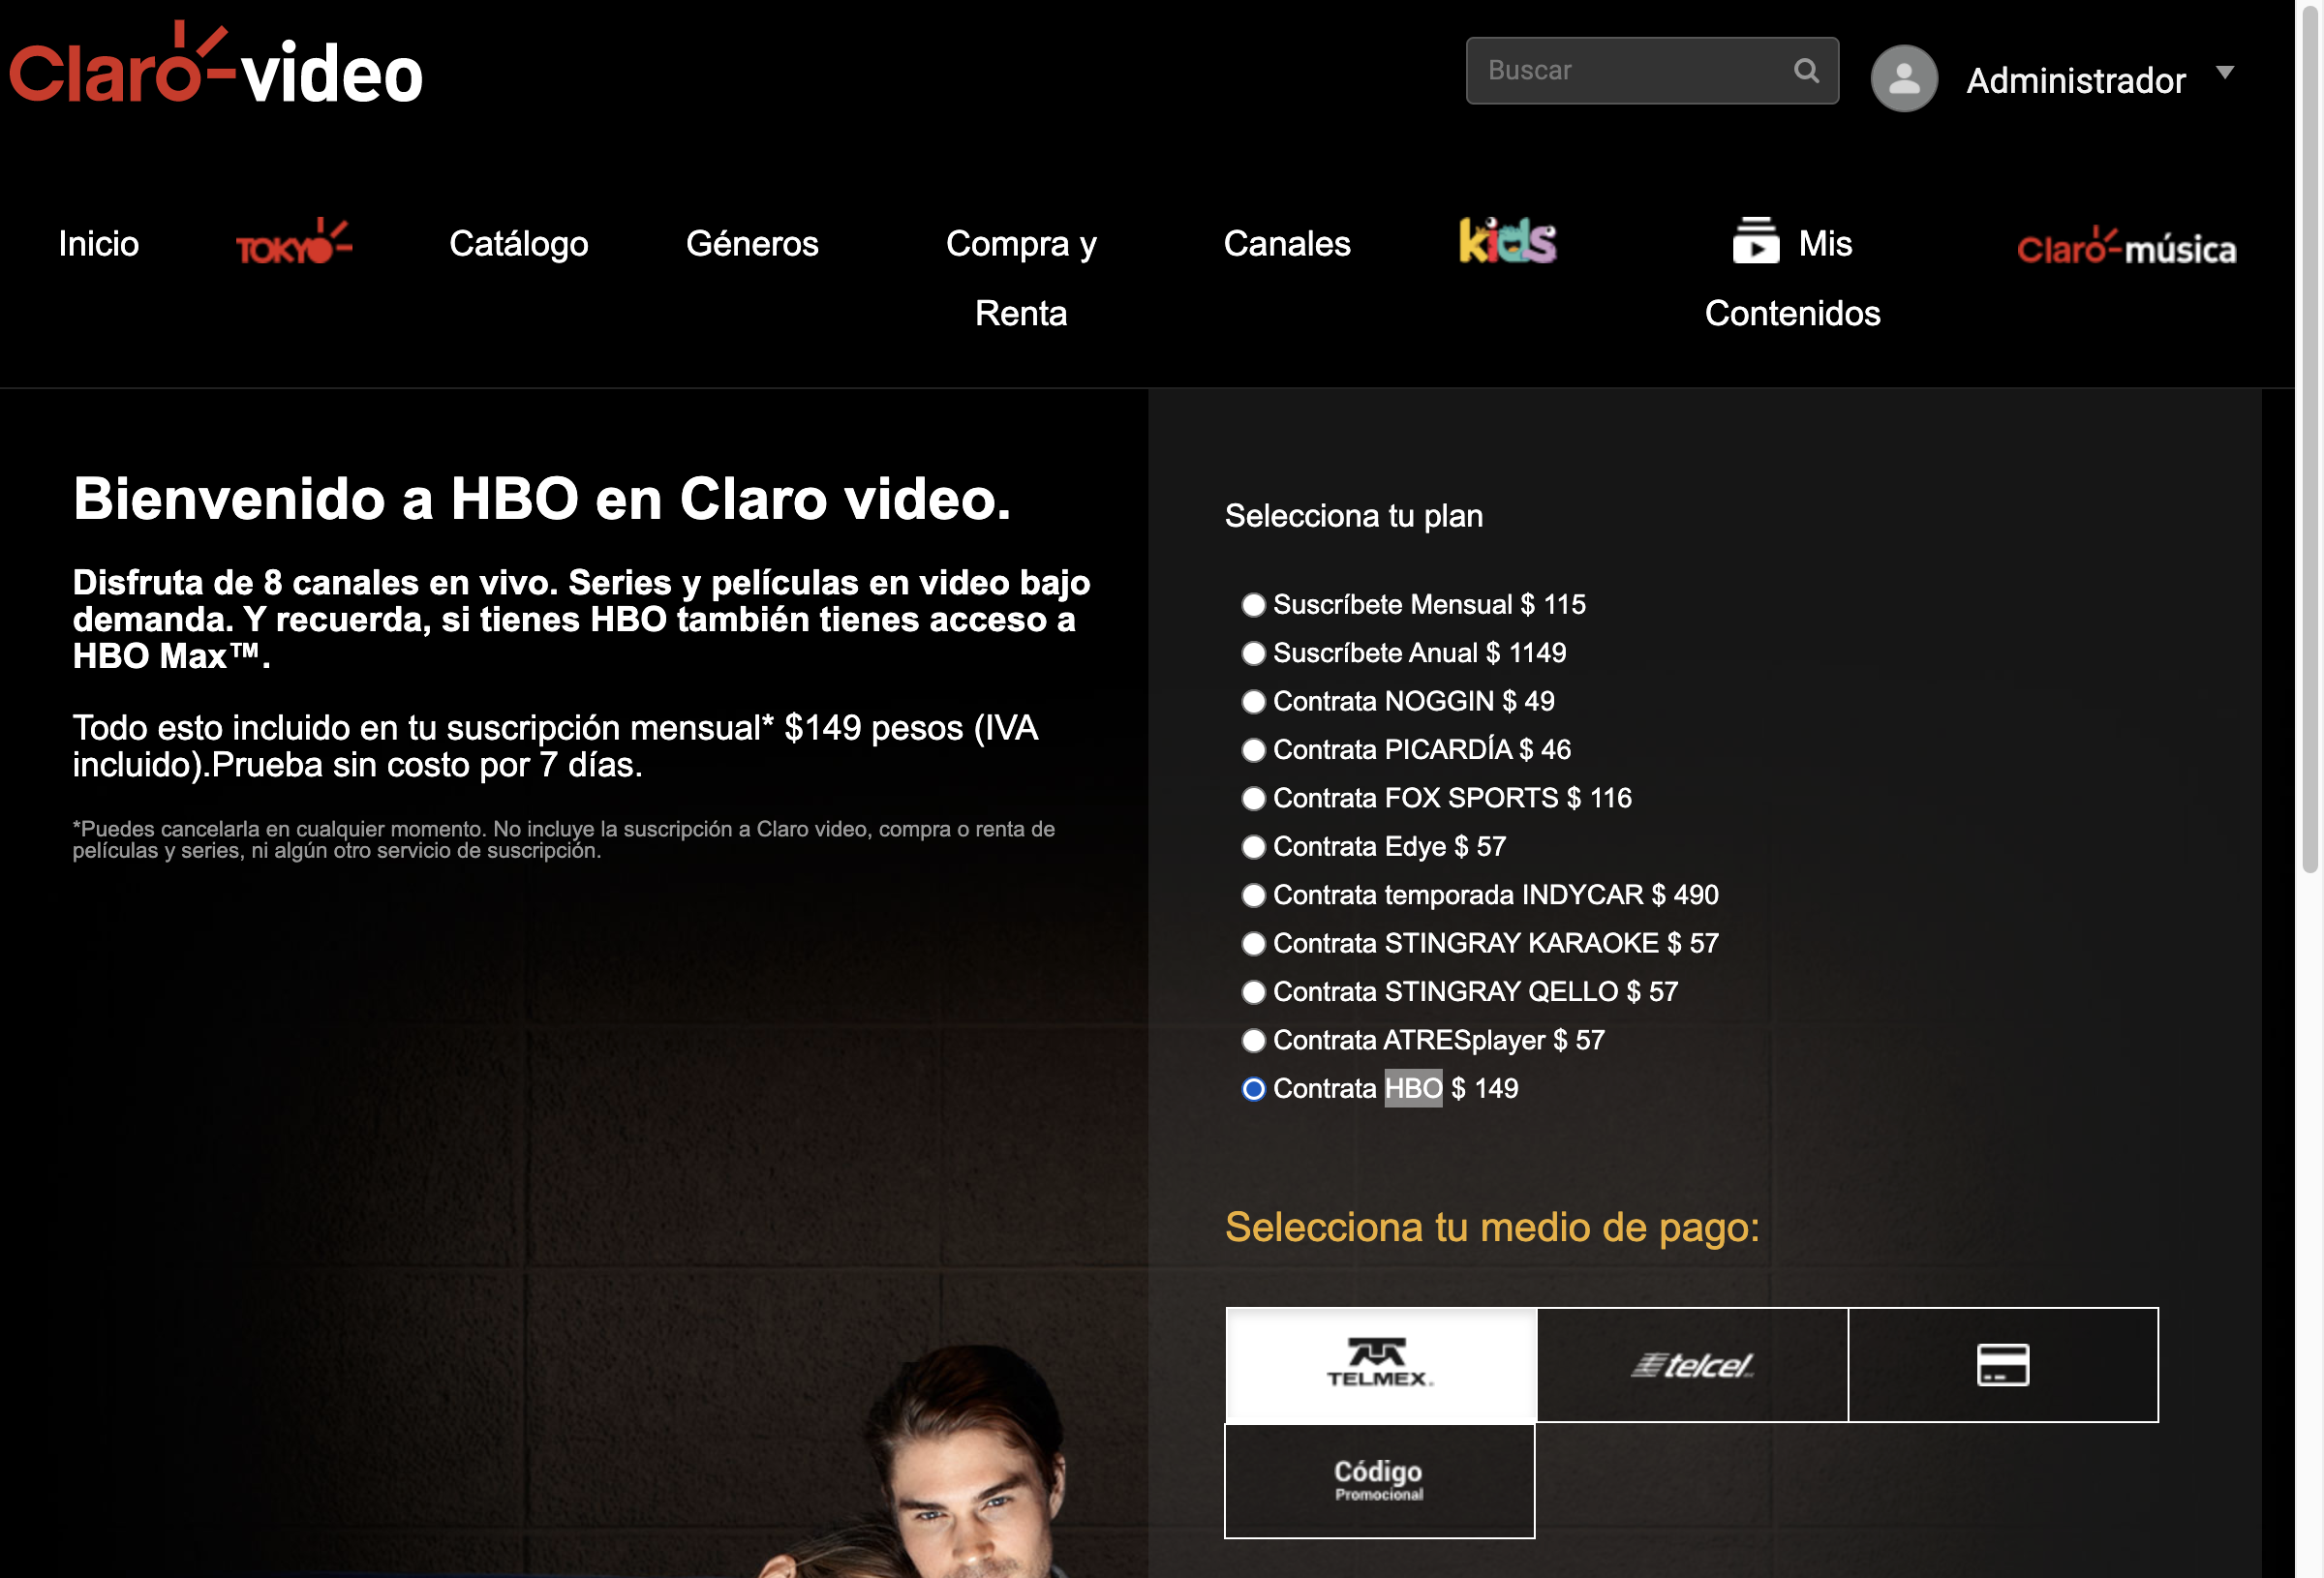 Claro-video
Buscar
Administrador
Inicio
TOKYO
Catálogo
Géneros
Compra y
Renta
Canales
kids
Mis
Contenidos
Claro-música
Bienvenido a HBO en Claro video.
Disfruta de 8 canales en vivo. Series y películas en video bajo
demanda. Y recuerda, si tienes HBO también tienes acceso a
HBO Max™.
Todo esto incluido en tu suscripción mensual* $149 pesos (IVA
incluido).Prueba sin costo por 7 días.
*Puedes cancelarla en cualquier momento. No incluye la suscripción a Claro video, compra o renta de
películas y series, ni algún otro servicio de suscripción.
Selecciona tu plan
Suscríbete Mensual $ 115
Suscríbete Anual $ 1149
Contrata NOGGIN $ 49
Contrata PICARDÍA $ 46
Contrata FOX SPORTS $ 116
Contrata Edye $ 57
Contrata temporada INDYCAR $ 490
Contrata STINGRAY KARAOKE $ 57
Contrata STINGRAY QELLO $ 57
Contrata ATRESplayer $ 57
Contrata HBO $ 149
Selecciona tu medio de pago:
TELMEX.
telcel
Código
Promocional